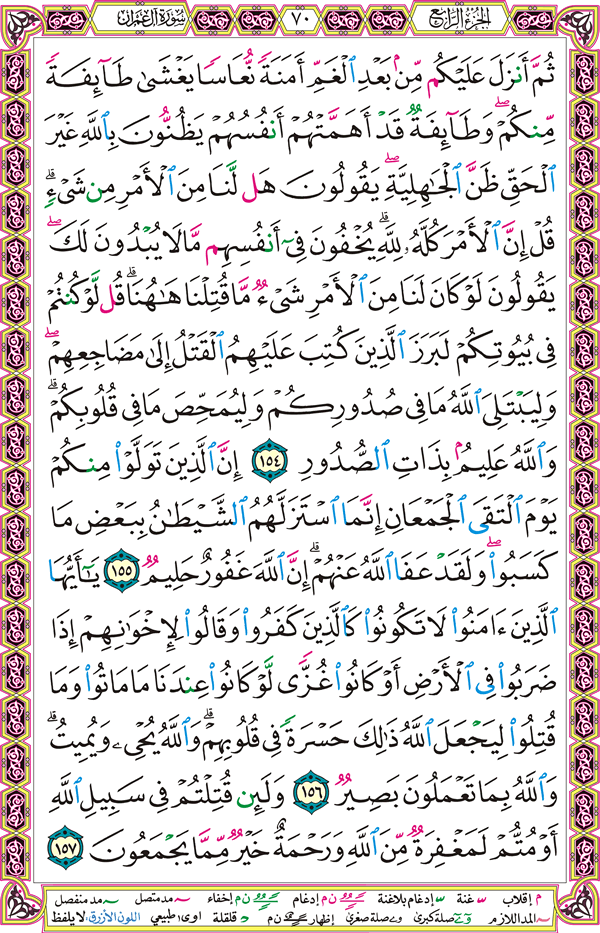 الجزء الرابع ٧٠ سورة آل عمران
ثُمَّ أَنزَلَ عَلَيْكُم مِّنۢ بَعْدِ ٱلْغَمِّ أَمَنَةً نُّعَاسًا يَغْشَىٰ طَآئِفَةً
مِّنكُمْ ۖ وَطَآئِفَةٌ قَدْ أَهَمَّتْهُمْ أَنفُسُهُمْ يَظُنُّونَ بِٱللَّهِ غَيْرَ
ٱلْحَقِّ ظَنَّ ٱلْجَٰهِلِيَّةِ ۖ يَقُولُونَ هَل لَّنَا مِنَ ٱلْأَمْرِ مِن شَىْءٍ ۗ
قُلْ إِنَّ ٱلْأَمْرَ كُلَّهُۥ لِلَّهِ ۗ يُخْفُونَ فِىٓ أَنفُسِهِم مَّا لَا يُبْدُونَ لَكَ ۖ
يَقُولُونَ لَوْ كَانَ لَنَا مِنَ ٱلْأَمْرِ شَىْءٌ مَّا قُتِلْنَا هَٰهُنَا ۗ قُل لَّوْ كُنتُمْ
فِى بُيُوتِكُمْ لَبَرَزَ ٱلَّذِينَ كُتِبَ عَلَيْهِمُ ٱلْقَتْلُ إِلَىٰ مَضَاجِعِهِمْ ۖ
وَلِيَبْتَلِىَ ٱللَّهُ مَا فِى صُدُورِكُمْ وَلِيُمَحِّصَ مَا فِى قُلُوبِكُمْ ۗ
وَٱللَّهُ عَلِيمٌۢ بِذَاتِ ٱلصُّدُورِ ١٥٤ إِنَّ ٱلَّذِينَ تَوَلَّوْا۟ مِنكُمْ
يَوْمَ ٱلْتَقَى ٱلْجَمْعَانِ إِنَّمَا ٱسْتَزَلَّهُمُ ٱلشَّيْطَٰنُ بِبَعْضِ مَا
كَسَبُوا۟ ۖ وَلَقَدْ عَفَا ٱللَّهُ عَنْهُمْ ۗ إِنَّ ٱللَّهَ غَفُورٌ حَلِيمٌ ١٥٥ يَٰٓأَيُّهَا
ٱلَّذِينَ ءَامَنُوا۟ لَا تَكُونُوا۟ كَٱلَّذِينَ كَفَرُوا۟ وَقَالُوا۟ لِإِخْوَٰنِهِمْ إِذَا
ضَرَبُوا۟ فِى ٱلْأَرْضِ أَوْ كَانُوا۟ غُزًّى لَّوْ كَانُوا۟ عِندَنَا مَا مَاتُوا۟ وَمَا
قُتِلُوا۟ لِيَجْعَلَ ٱللَّهُ ذَٰلِكَ حَسْرَةً فِى قُلُوبِهِمْ ۗ وَٱللَّهُ يُحْىِۦ وَيُمِيتُ ۗ
وَٱللَّهُ بِمَا تَعْمَلُونَ بَصِيرٌ ١٥٦ وَلَئِن قُتِلْتُمْ فِى سَبِيلِ ٱللَّهِ
أَوْ مُتُّمْ لَمَغْفِرَةٌ مِّنَ ٱللَّهِ وَرَحْمَةٌ خَيْرٌ مِّمَّا يَجْمَعُونَ ١٥٧
م إقلاب غنة إدغام بلاغنة ن م إدغام ن م إخفاء مد متصل مد منفصل
المد اللازم صلة كبرى صلة صغرى إظهار ن م قلقلة اوى: طبيعي اللون الأزرق: لا يلفظ